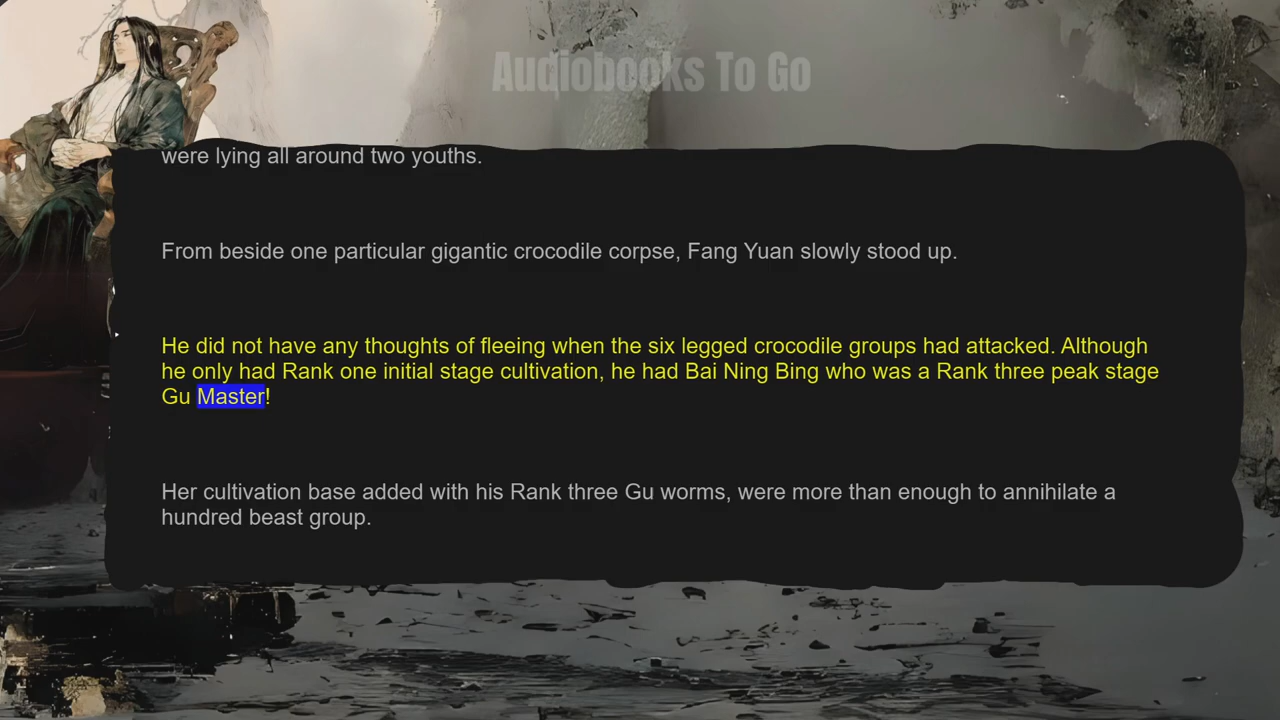 Audiobooks To Go
were lying all around two youths.
From beside one particular gigantic crocodile corpse, Fang Yuan slowly stood up.
He did not have any thoughts of fleeing when the six legged crocodile groups had attacked. Although
he only had Rank one initial stage cultivation, he had Bai Ning Bing who was a Rank three peak stage
Gu Master!
Her cultivation base added with his Rank three Gu worms, were more than enough to annihilate a
hundred beast group.